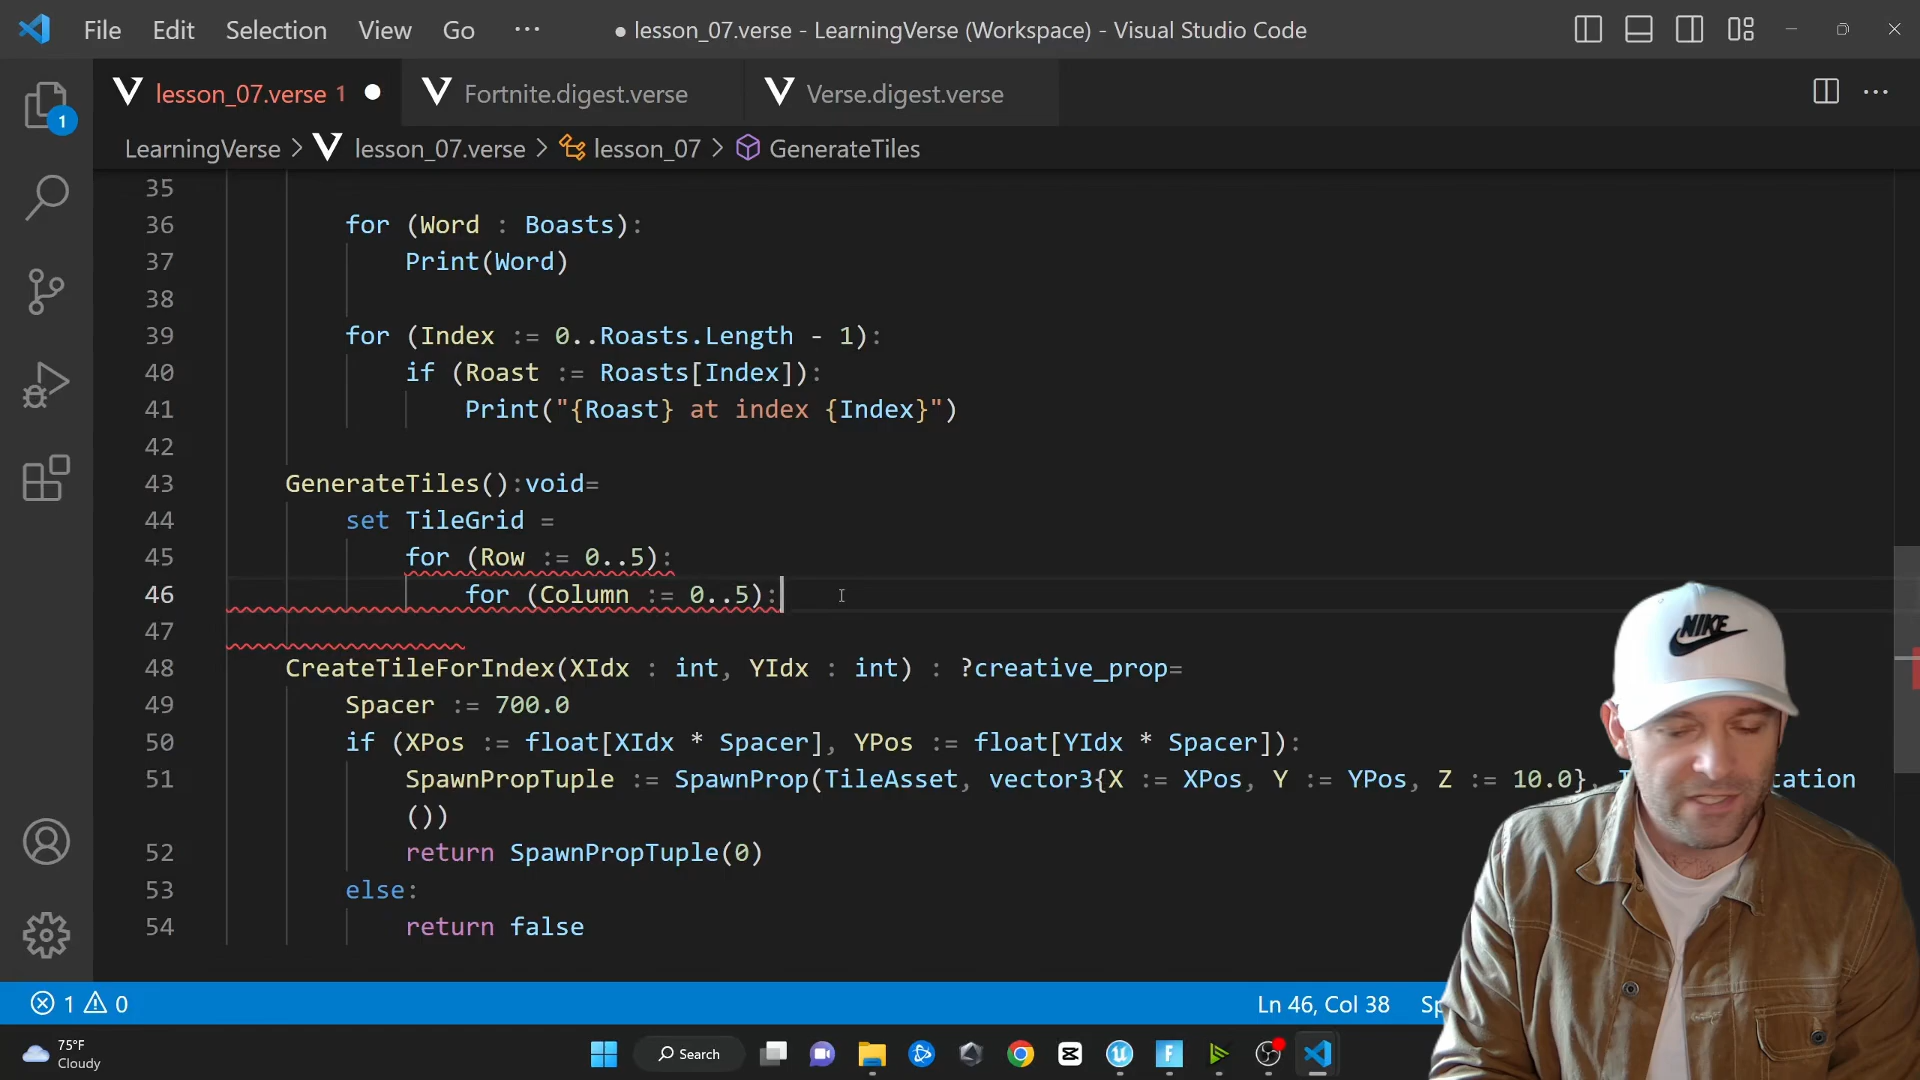 File Edit Selection View Go ··· ● lesson_07.verse - LearningVerse (Workspace) - Visual Studio Code
lesson_07.verse 1 ● Fortnite.digest.verse Verse.digest.verse
LearningVerse > lesson_07.verse > lesson_07 > GenerateTiles
1
35
36 for (Word : Boasts):
37 Print(Word)
38
39 for (Index := 0..Roasts.Length - 1):
40 if (Roast := Roasts[Index]):
41 Print("{Roast} at index {Index}")
42
43 GenerateTiles():void=
44 set TileGrid =
45 for (Row := 0..5):
46 for (Column := 0..5):
47
48 CreateTileForIndex(XIdx : int, YIdx : int) : ?creative_prop=
49 Spacer := 700.0
50 if (XPos := float[XIdx * Spacer], YPos := float[YIdx * Spacer]):
51 SpawnPropTuple := SpawnProp(TileAsset, vector3{X := XPos, Y := YPos, Z := 10.0},
())
52 return SpawnPropTuple(0)
53 else:
54 return false
NIKE
1 0 Ln 46, Col 38
75°F
Cloudy
Search